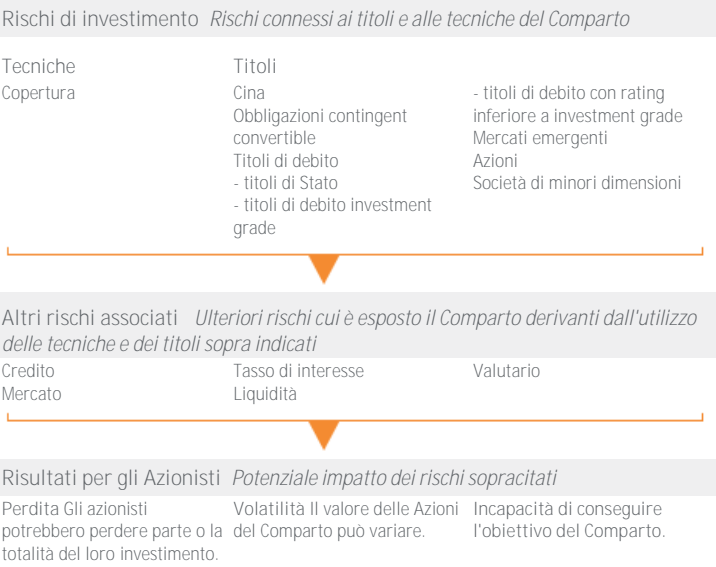 Rischi di investimento Rischi connessi ai titoli e alle tecniche del Comparto
Tecniche
Copertura
Titoli
Cina
Obbligazioni contingent
convertible
Titoli di debito
- titoli di Stato
- titoli di debito investment
grade
- titoli di debito con rating
inferiore a investment grade
Mercati emergenti
Azioni
Società di minori dimensioni
Altri rischi associati Ulteriori rischi cui è esposto il Comparto derivanti dall'utilizzo
delle tecniche e dei titoli sopra indicati
Credito
Mercato
Tasso di interesse
Liquidità
Valutario
Risultati per gli Azionisti Potenziale impatto dei rischi sopracitati
Perdita Gli azionisti
potrebbero perdere parte o la
totalità del loro investimento.
Volatilità Il valore delle Azioni
del Comparto può variare.
Incapacità di conseguire
l'obiettivo del Comparto.